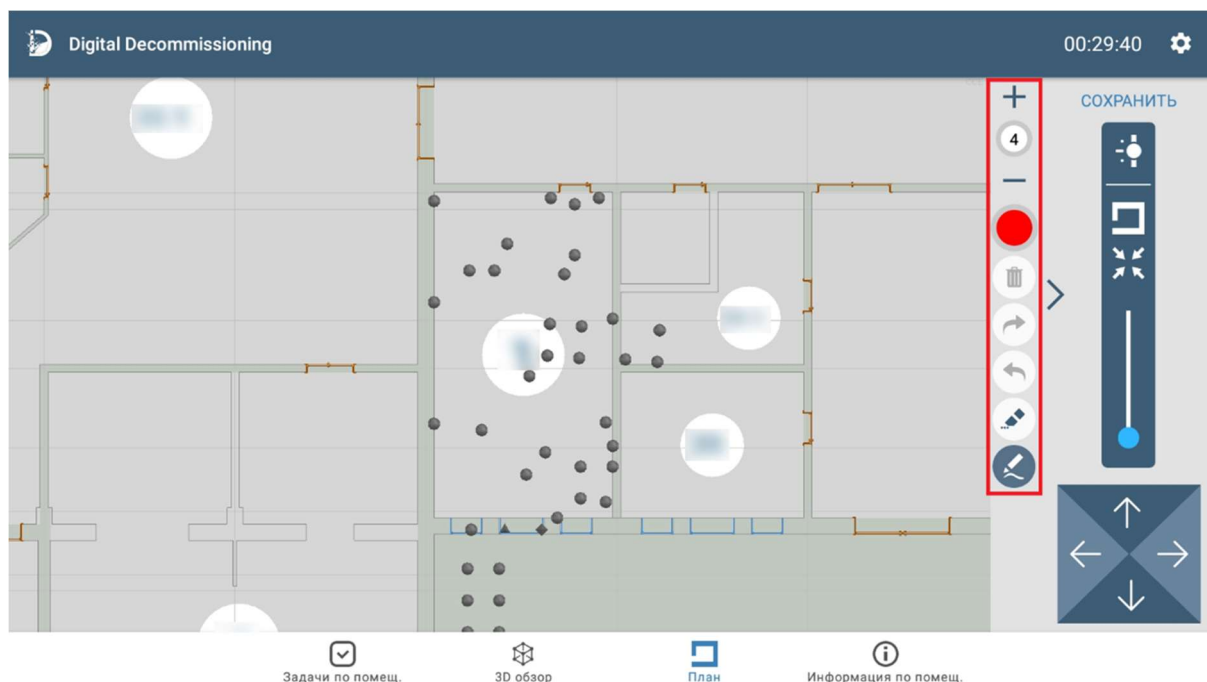 Digital Decommissioning
00:29:40
СОХРАНИТЬ
4
Задачи по помещ.
3D обзор
План
Информация по помещ.